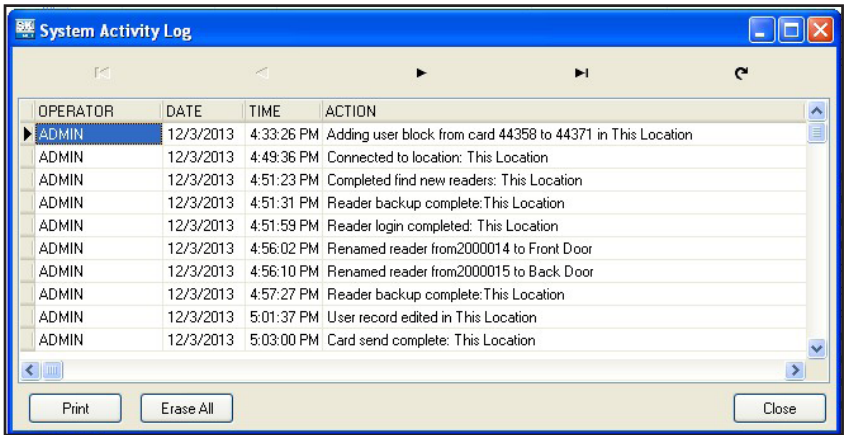 System Activity Log
OPERATOR DATE TIME ACTION
ADMIN 12/3/2013 4:33:26 PM Adding user block from card 44358 to 44371 in This Location
ADMIN 12/3/2013 4:49:36 PM Connected to location: This Location
ADMIN 12/3/2013 4:51:23 PM Completed find new readers: This Location
ADMIN 12/3/2013 4:51:31 PM Reader backup complete:This Location
ADMIN 12/3/2013 4:51:59 PM Reader login completed: This Location
ADMIN 12/3/2013 4:56:02 PM Renamed reader from2000014 to Front Door
ADMIN 12/3/2013 4:56:10 PM Renamed reader from2000015 to Back Door
ADMIN 12/3/2013 4:57:27 PM Reader backup complete:This Location
ADMIN 12/3/2013 5:01:37 PM User record edited in This Location
ADMIN 12/3/2013 5:03:00 PM Card send complete: This Location
Print Erase All Close